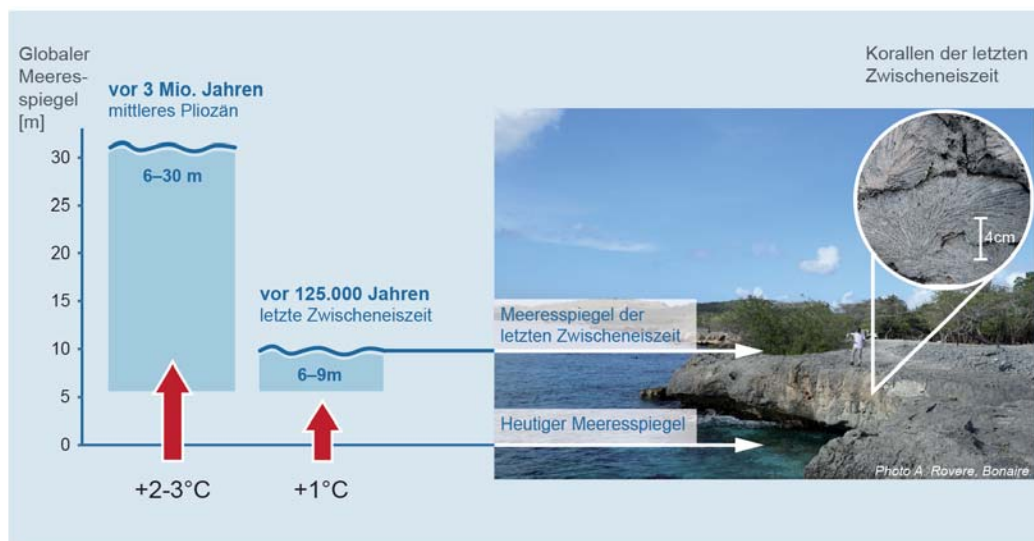 Globaler
Meeres-
spiegel
[m]
vor 3 Mio. Jahren
mittleres Pliozän
30
25
20
15
10
5
0
6–30 m
vor 125.000 Jahren
letzte Zwischeneiszeit
6–9m
+2-3°C
+1°C
Korallen der letzten
Zwischeneiszeit
4cm
Meeresspiegel der
letzten Zwischeneiszeit
Heutiger Meeresspiegel
Photo A. Rovere, Bonaire